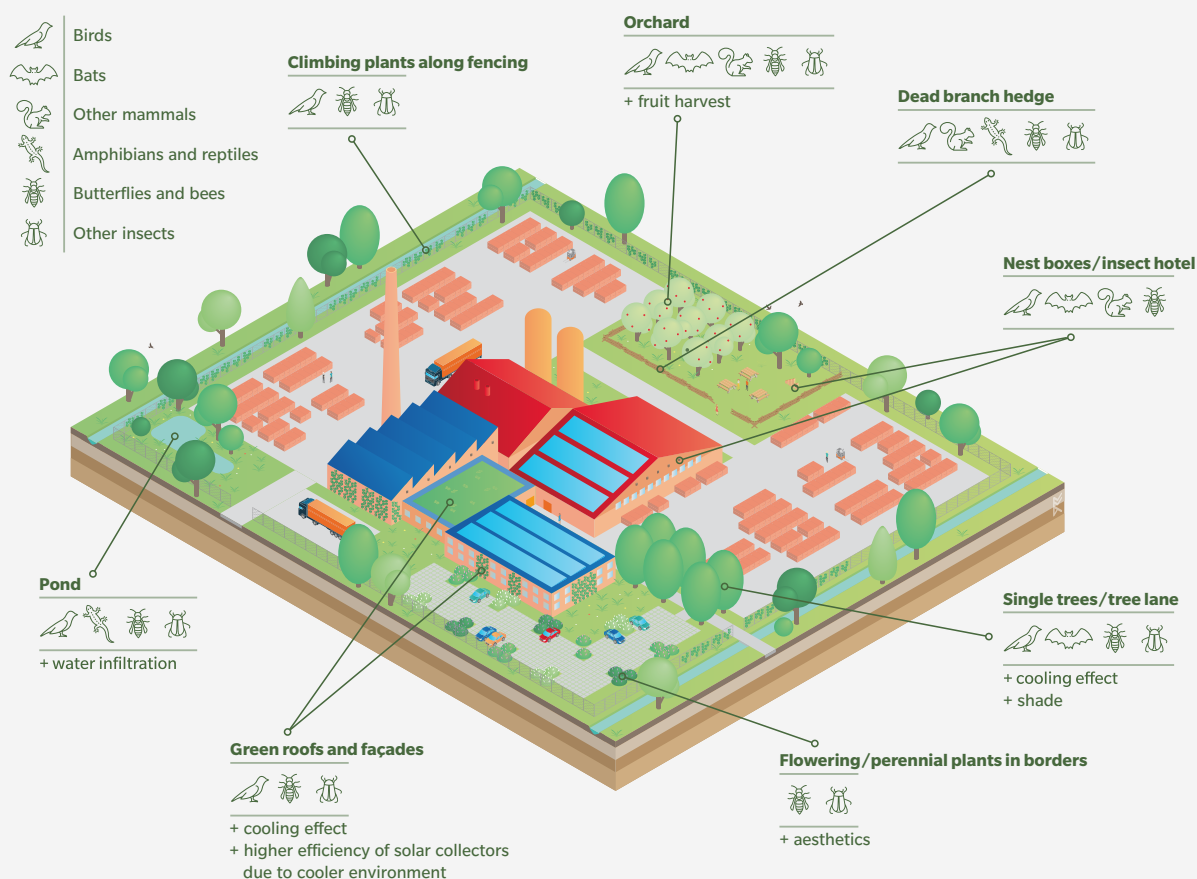 Birds
Bats
Other mammals
Amphibians and reptiles
Butterflies and bees
Other insects
Climbing plants along fencing
Orchard
+ fruit harvest
Dead branch hedge
Nest boxes/insect hotel
Pond
+ water infiltration
Single trees/tree lane
+ cooling effect
+ shade
Green roofs and façades
+ cooling effect
+ higher efficiency of solar collectors
due to cooler environment
Flowering/perennial plants in borders
+ aesthetics